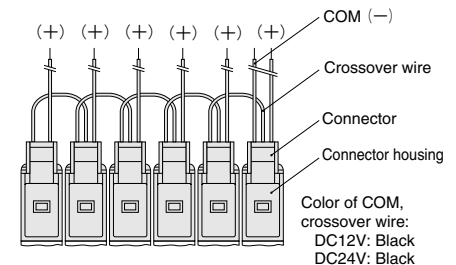 COM (−)
(+) (+) (+) (+) (+) (+)
Crossover wire
Connector
Connector housing
Color of COM,
crossover wire:
DC12V: Black
DC24V: Black